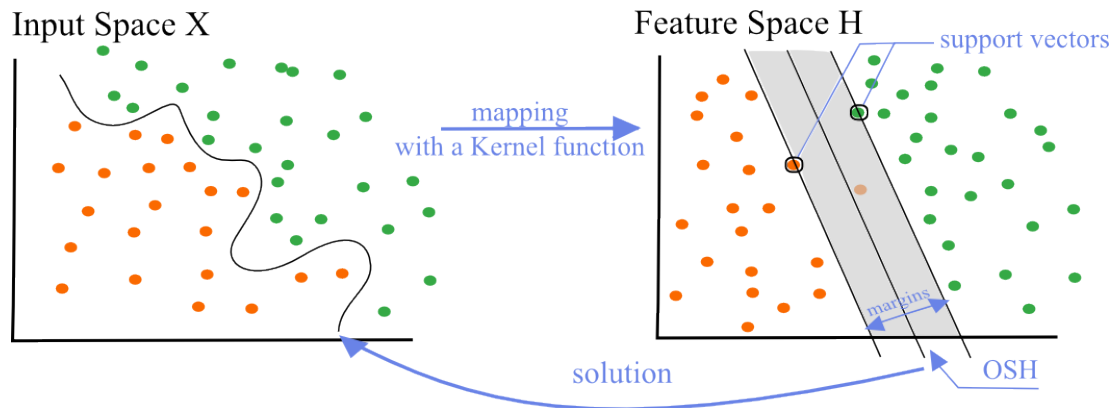 Input Space X
Feature Space H
support vectors
mapping
with a Kernel function
margins
solution
OSH